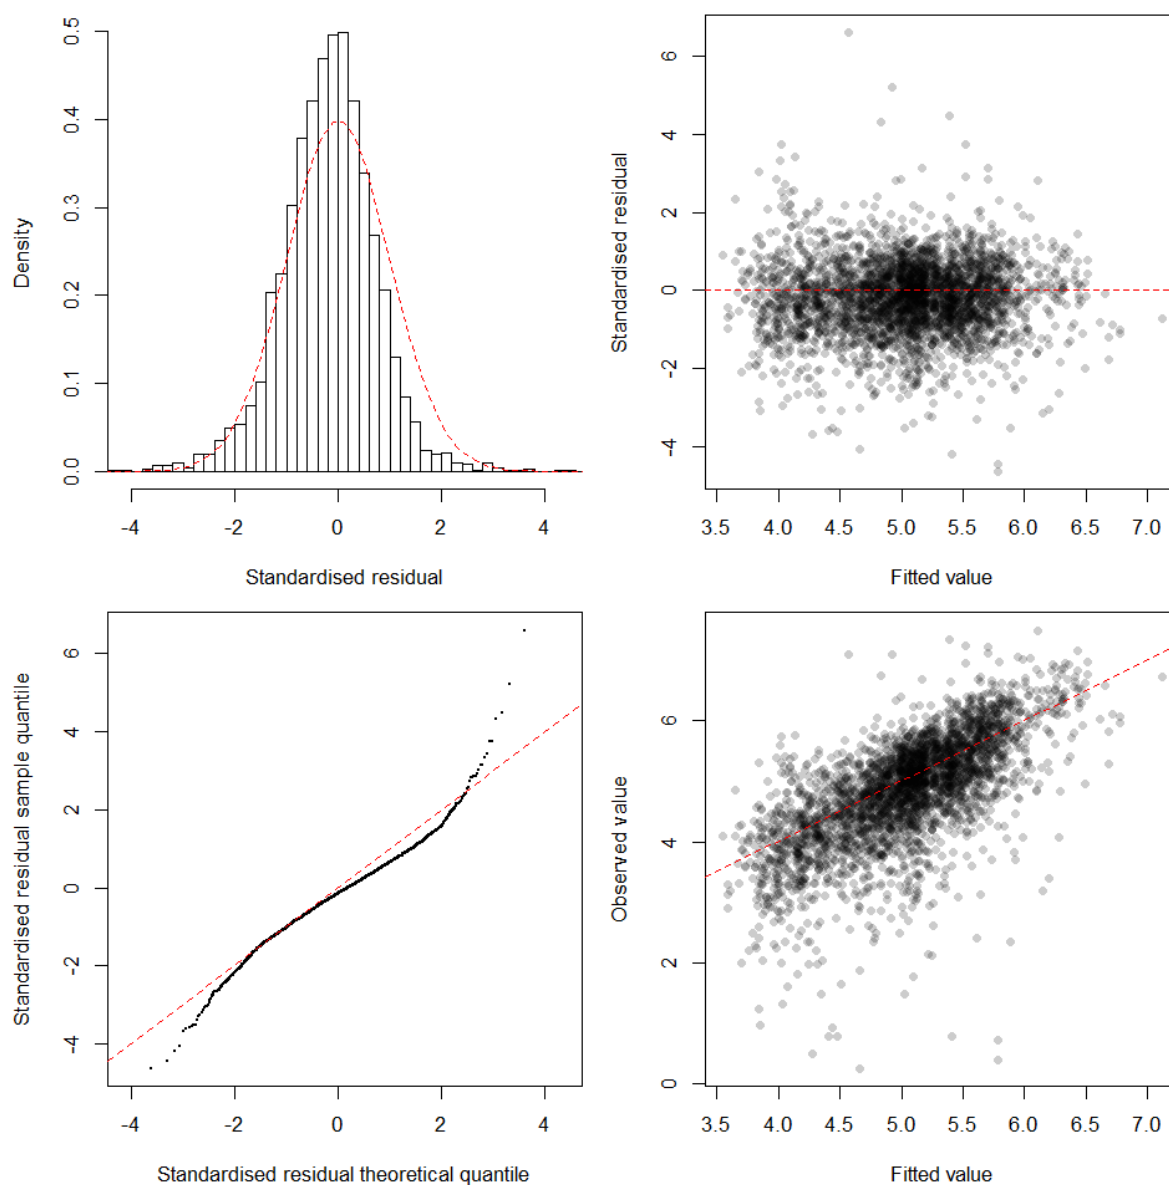 Density
0.0 0.1 0.2 0.3 0.4 0.5
-4 -2 0 2 4
Standardised residual
Standardised residual
-4 -2 0 2 4 6
3.5 4.0 4.5 5.0 5.5 6.0 6.5 7.0
Fitted value
Standardised residual sample quantile
-4 -2 0 2 4 6
-4 -2 0 2 4
Standardised residual theoretical quantile
Observed value
0 2 4 6
3.5 4.0 4.5 5.0 5.5 6.0 6.5 7.0
Fitted value